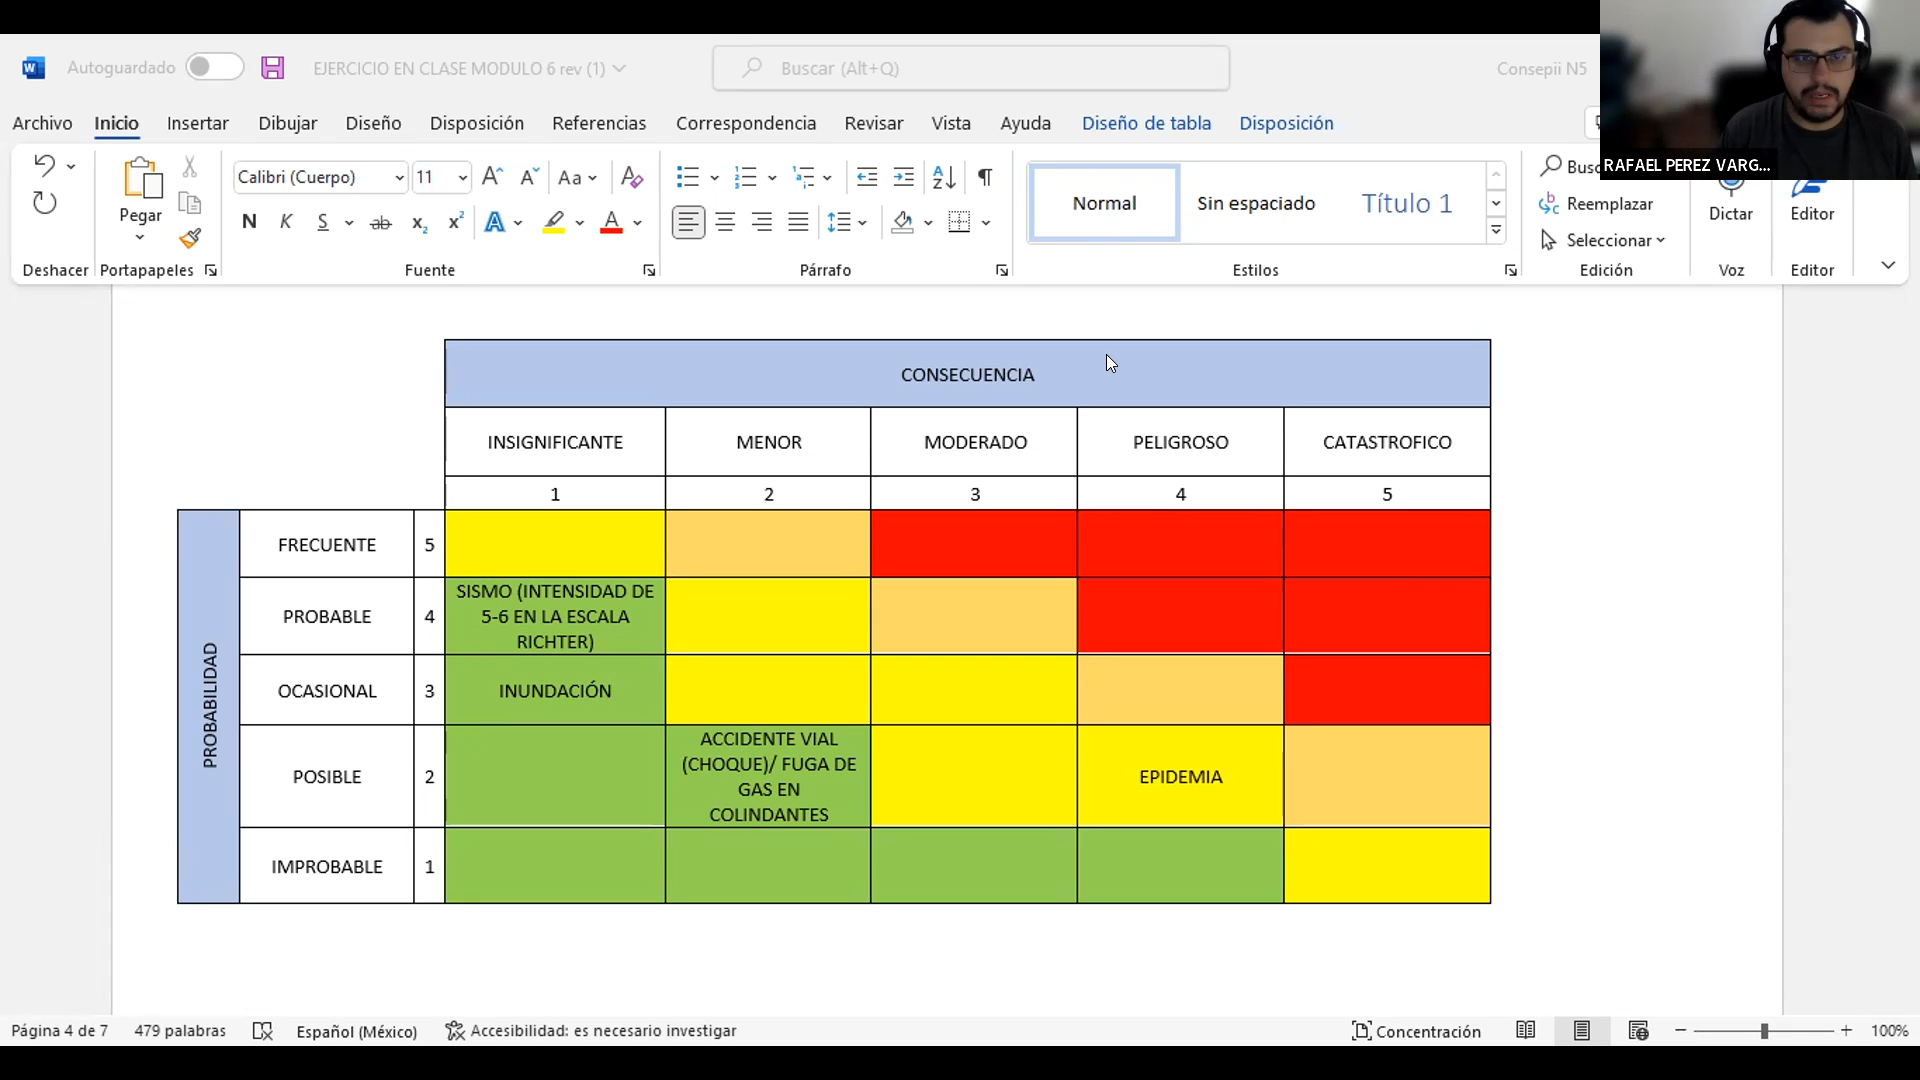 Autoguardado
EJERCICIO EN CLASE MODULO 6 rev (1)
Buscar (Alt+Q)
Consepii N5
RAFAEL PEREZ VARG...
Archivo Inicio Insertar Dibujar Diseño Disposición Referencias Correspondencia Revisar Vista Ayuda Diseño de tabla Disposición
Pegar
Calibri (Cuerpo) 11
Aa
N K S ab x₂ x² A A
Normal
Sin espaciado
Título 1
Reemplazar
Seleccionar
Dictar
Editor
Deshacer Portapapeles Fuente Párrafo Estilos Edición Voz Editor
CONSECUENCIA
INSIGNIFICANTE MENOR MODERADO PELIGROSO CATASTROFICO
1 2 3 4 5
PROBABILIDAD
FRECUENTE 5
PROBABLE 4
SISMO (INTENSIDAD DE
5-6 EN LA ESCALA
RICHTER)
OCASIONAL 3 INUNDACIÓN
POSIBLE 2
ACCIDENTE VIAL
(CHOQUE)/ FUGA DE
GAS EN
COLINDANTES
EPIDEMIA
IMPROBABLE 1
Página 4 de 7 479 palabras Español (México) Accesibilidad: es necesario investigar Concentración 100%